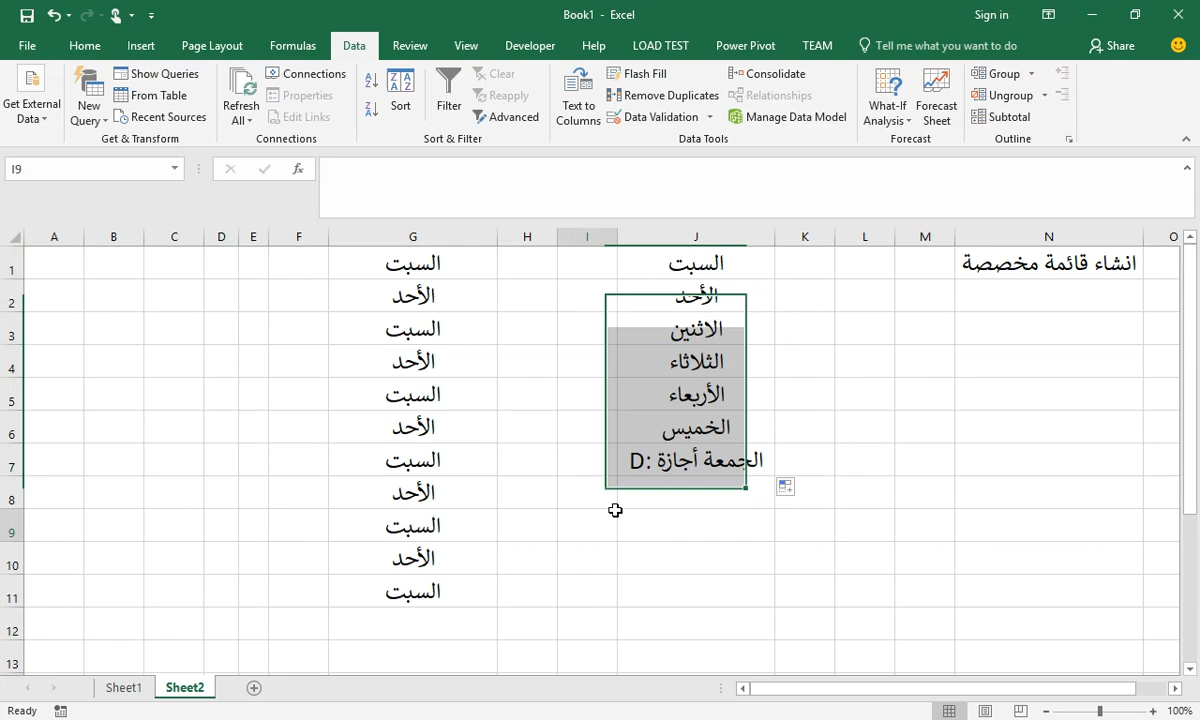 Book1 - Excel
Sign in
File Home Insert Page Layout Formulas Data Review View Developer Help LOAD TEST Power Pivot TEAM Tell me what you want to do Share
Get External Data
New Query
Show Queries
From Table
Recent Sources
Get & Transform
Refresh All
Connections
Properties
Edit Links
Connections
Sort
Filter
Clear
Reapply
Advanced
Sort & Filter
Text to Columns
Flash Fill
Remove Duplicates
Data Validation
Consolidate
Relationships
Manage Data Model
Data Tools
What-If Analysis
Forecast Sheet
Forecast
Group
Ungroup
Subtotal
Outline
I9
fx
A B C D E F G H I J K L M N O
1 السبت السبت انشاء قائمة مخصصة
2 الأحد الأحد
3 السبت الاثنين
4 الأحد الثلاثاء
5 السبت الأربعاء
6 الأحد الخميس
7 السبت الجمعة أجازة :D
8 الأحد
9 السبت
10 الأحد
11 السبت
12
13
Sheet1 Sheet2
Ready
100%